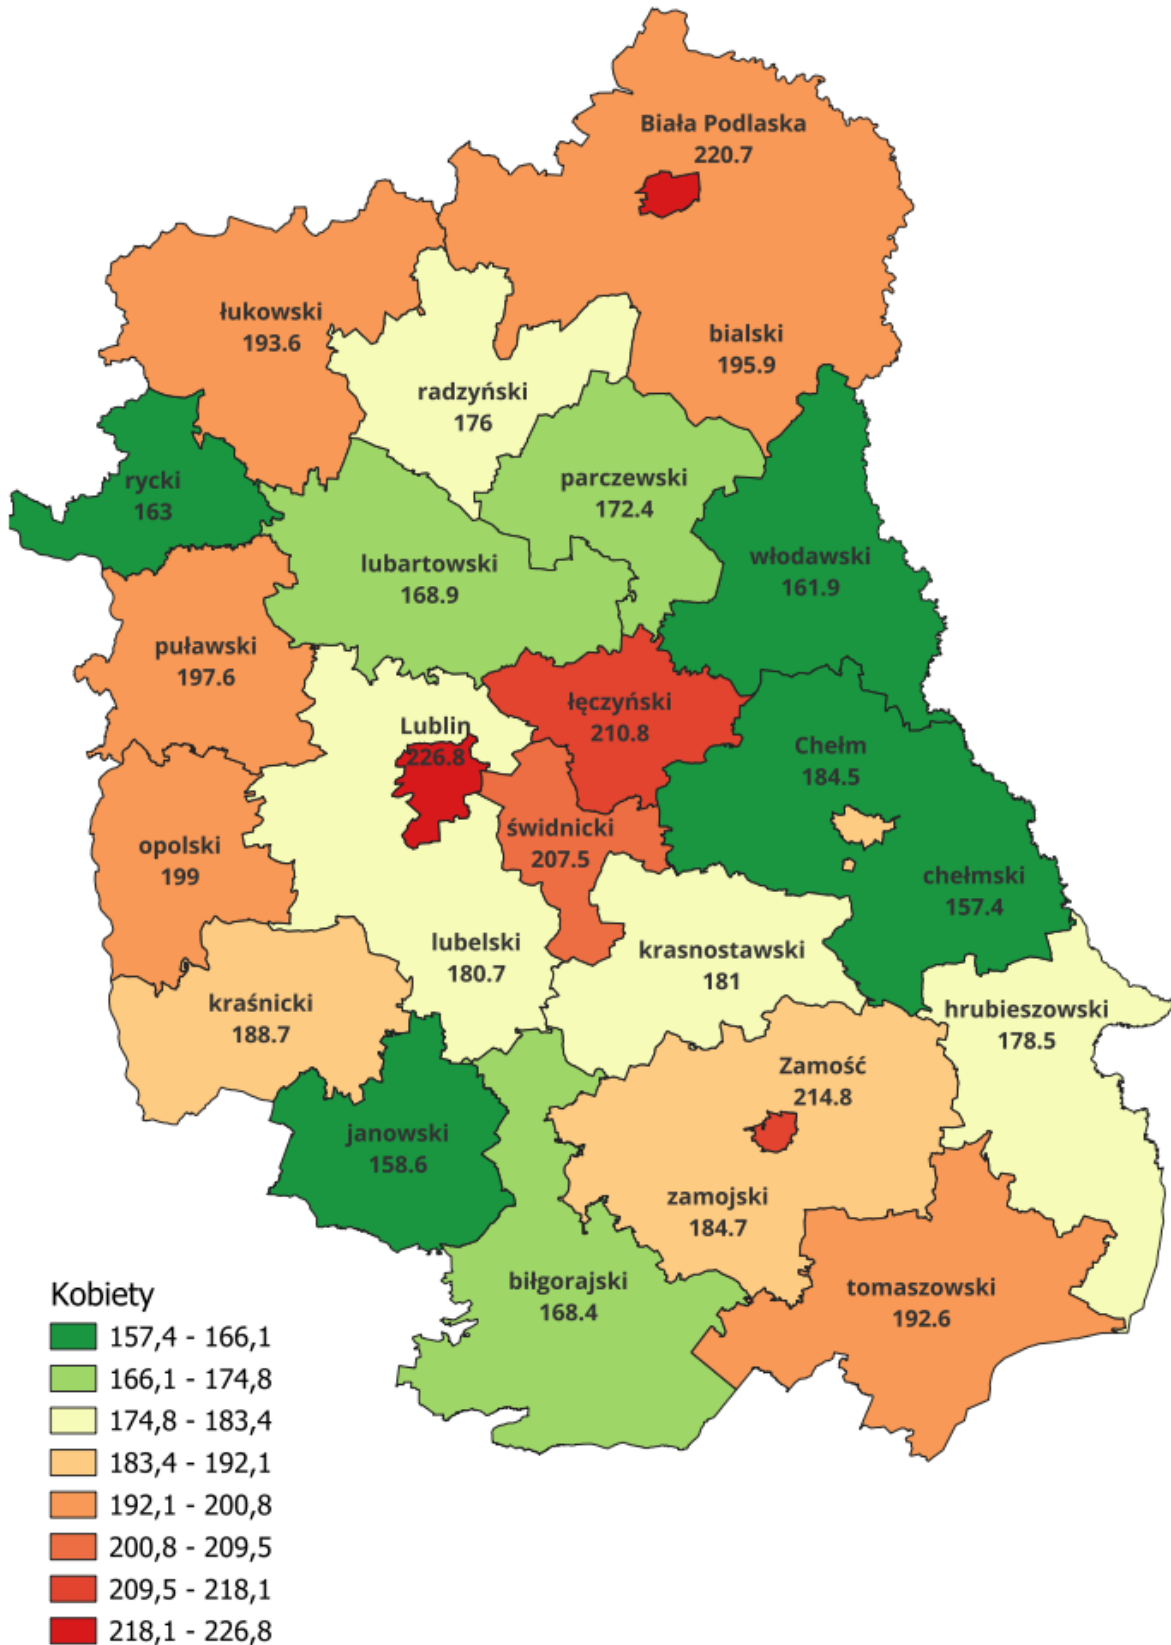 Biała Podlaska
220.7
łukowski
193.6
bialski
195.9
radzyński
176
rycki
163
parczewski
172.4
lubartowski
168.9
włodawski
161.9
puławski
197.6
łęczyński
210.8
Lublin
226.8
Chełm
184.5
świdnicki
207.5
opolski
199
chełmski
157.4
lubelski
180.7
krasnostawski
181
kraśnicki
188.7
hrubieszowski
178.5
Zamość
214.8
janowski
158.6
zamojski
184.7
biłgorajski
168.4
tomaszowski
192.6
Kobiety
157,4 - 166,1
166,1 - 174,8
174,8 - 183,4
183,4 - 192,1
192,1 - 200,8
200,8 - 209,5
209,5 - 218,1
218,1 - 226,8